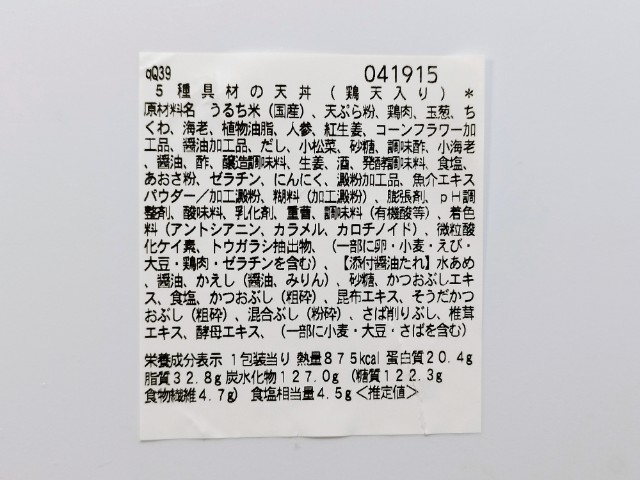 qQ39 041915
5種具材の天丼(鶏天入り)*
原材料名 うるち米(国産)、天ぷら粉、鶏肉、玉葱、ち
くわ、海老、植物油脂、人参、紅生姜、コーンフラワー加
工品、醤油加工品、だし、小松菜、砂糖、調味酢、小海老
、醤油、酢、醸造調味料、生姜、酒、発酵調味料、食塩、
あおさ粉、ゼラチン、にんにく、澱粉加工品、魚介エキス
パウダー/加工澱粉、糊料(加工澱粉)、膨張剤、pH調
整剤、酸味料、乳化剤、重曹、調味料(有機酸等)、着色
料(アントシアニン、カラメル、カロチノイド)、微粒酸
化ケイ素、トウガラシ抽出物、(一部に卵・小麦・えび・
大豆・鶏肉・ゼラチンを含む)、【添付醤油たれ】水あめ
、醤油、かえし(醤油、みりん)、砂糖、かつおぶしエキ
ス、食塩、かつおぶし(粗砕)、昆布エキス、そうだかつ
おぶし(粗砕)、混合ぶし(粉砕)、さば削りぶし、椎茸
エキス、酵母エキス、(一部に小麦・大豆・さばを含む)
栄養成分表示 1包装当り 熱量875kcal 蛋白質20.4g
脂質32.8g 炭水化物127.0g (糖質122.3g
食物繊維4.7g) 食塩相当量4.5g<推定値>